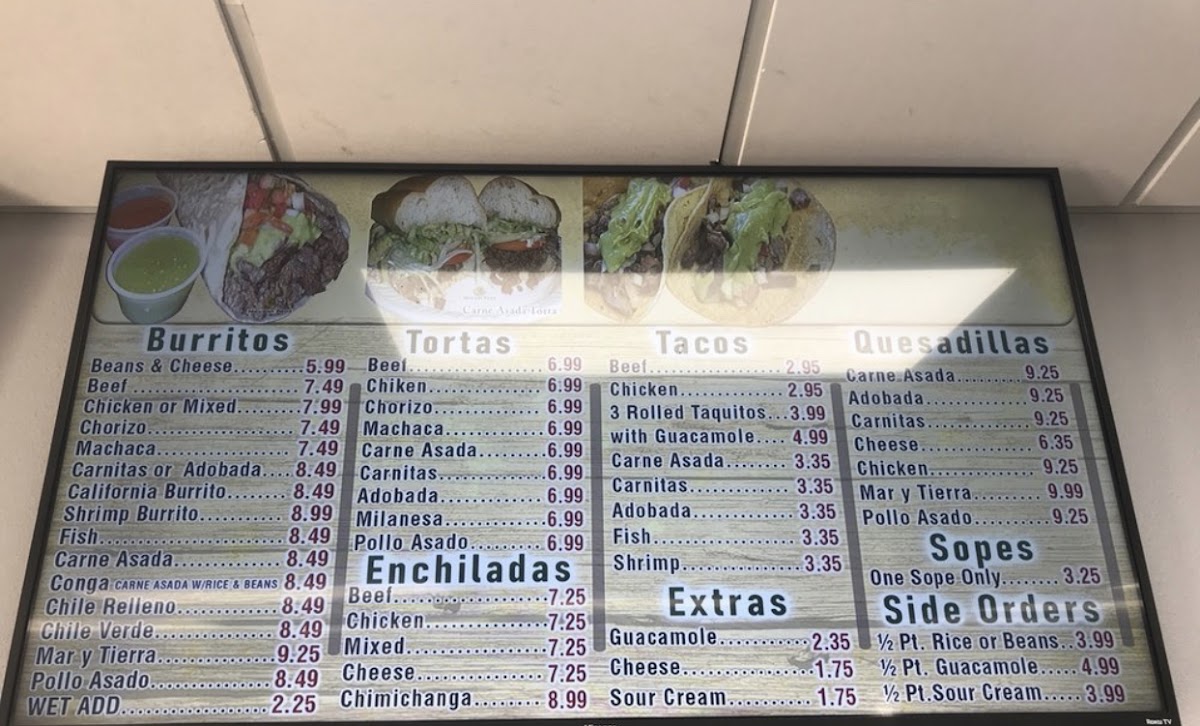 Carne Asada Torta
Burritos
Beans & Cheese........5.99
Beef........7.49
Chicken or Mixed........7.99
Chorizo........7.49
Machaca........7.49
Carnitas or Adobada....8.49
California Burrito........8.49
Shrimp Burrito........8.99
Fish........8.49
Carne Asada........8.49
Conga CARNE ASADA W/RICE & BEANS 8.49
Chile Relleno........8.49
Chile Verde........8.49
Mar y Tierra........9.25
Pollo Asado........8.49
WET ADD........2.25
Tortas
Beef........6.99
Chiken........6.99
Chorizo........6.99
Machaca........6.99
Carne Asada........6.99
Carnitas........6.99
Adobada........6.99
Milanesa........6.99
Pollo Asado........6.99
Enchiladas
Beef........7.25
Chicken........7.25
Mixed........7.25
Cheese........7.25
Chimichanga........8.99
Tacos
Beef........2.95
Chicken........2.95
3 Rolled Taquitos...3.99
with Guacamole....4.99
Carne Asada........3.35
Carnitas........3.35
Adobada........3.35
Fish........3.35
Shrimp........3.35
Extras
Guacamole........2.35
Cheese........1.75
Sour Cream........1.75
Quesadillas
Carne Asada........9.25
Adobada........9.25
Carnitas........9.25
Cheese........6.35
Chicken........9.25
Mar y Tierra........9.99
Pollo Asado........9.25
Sopes
One Sope Only.......3.25
Side Orders
½ Pt. Rice or Beans..3.99
½ Pt. Guacamole....4.99
½ Pt.Sour Cream.....3.99
Roku TV